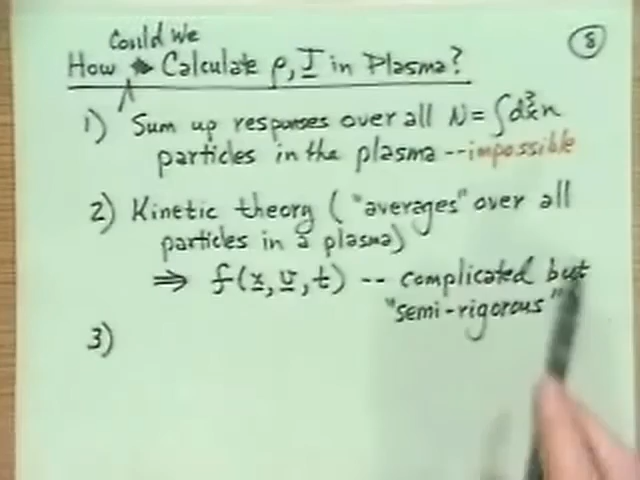 Could We
How Calculate ρ, J in Plasma?
8
1) Sum up responses over all N = ∫d³x n
particles in the plasma -- impossible
2) Kinetic theory ("averages" over all
particles in a plasma)
⇒ f(x, v, t) -- complicated but
"semi-rigorous"
3)